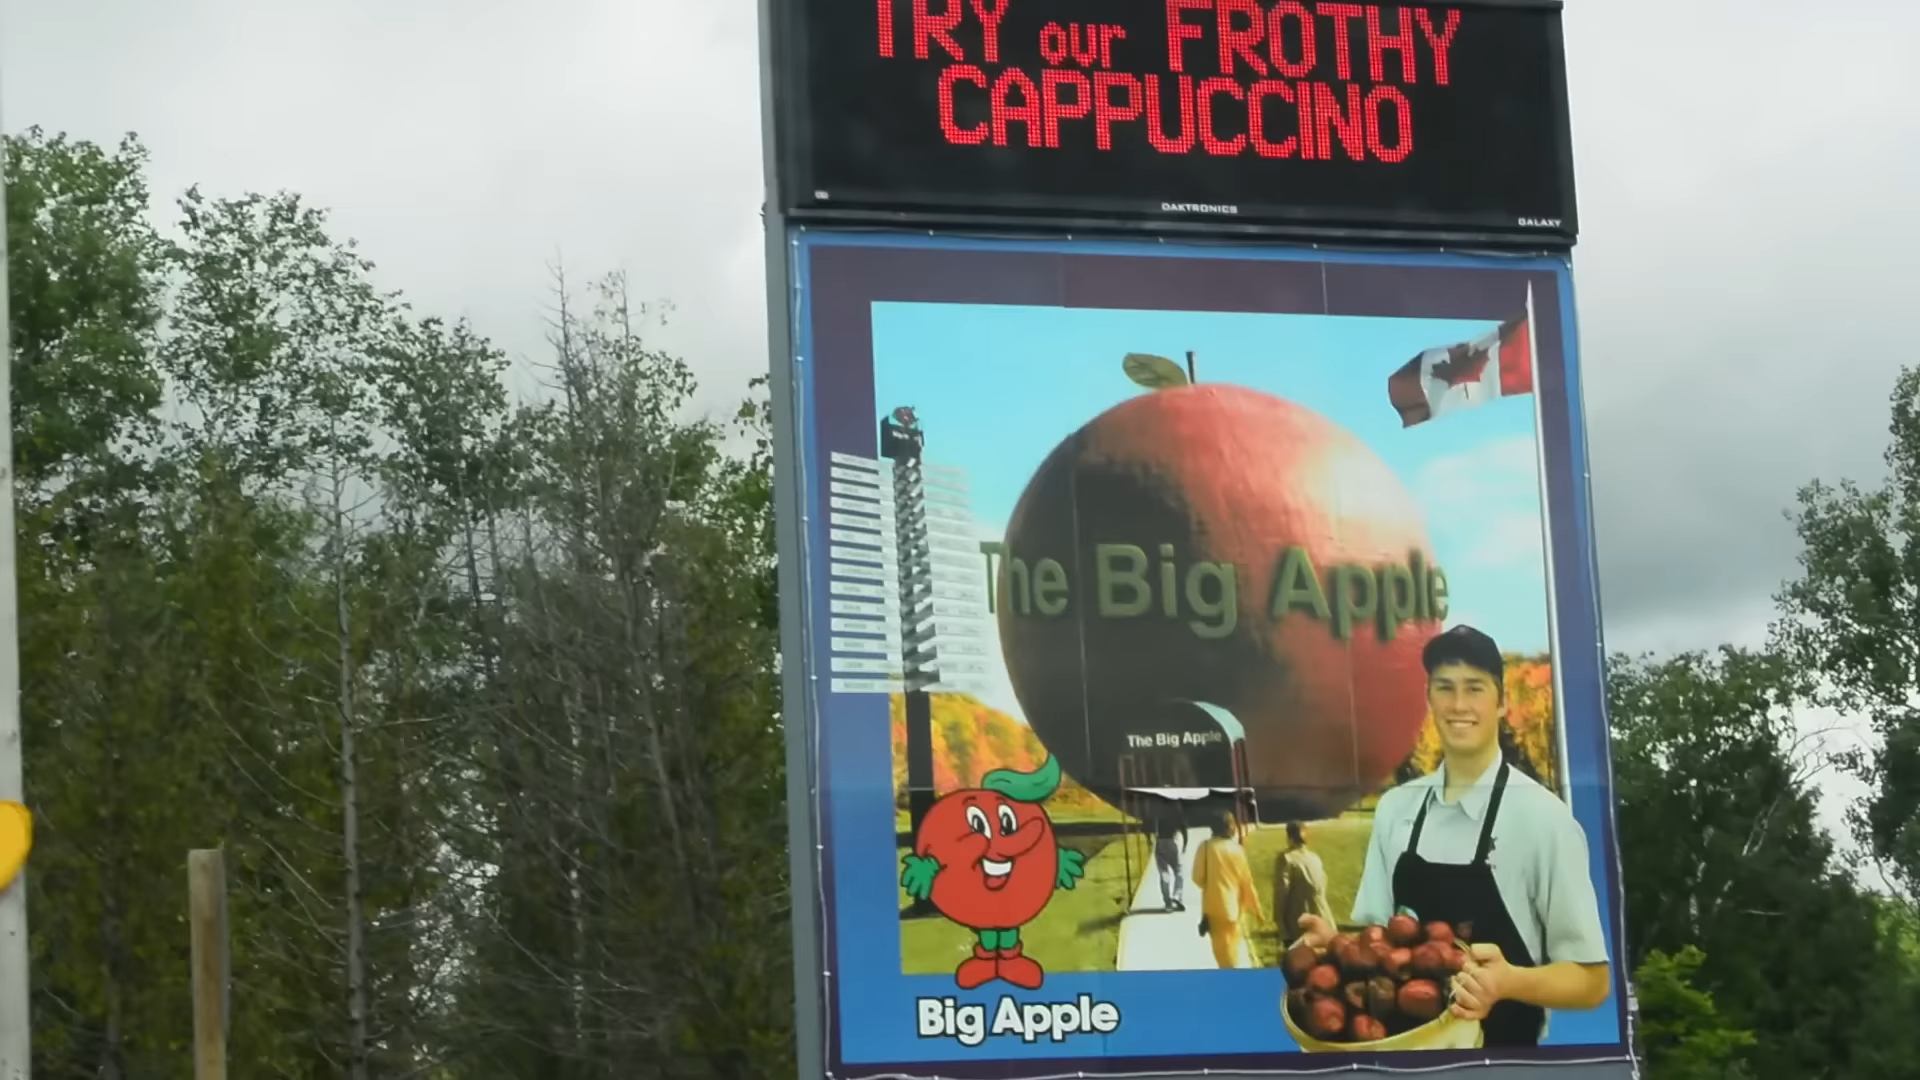 TRY our FROTHY
CAPPUCCINO
DAKTRONICS
GALAXY
The Big Apple
The Big Apple
Big Apple